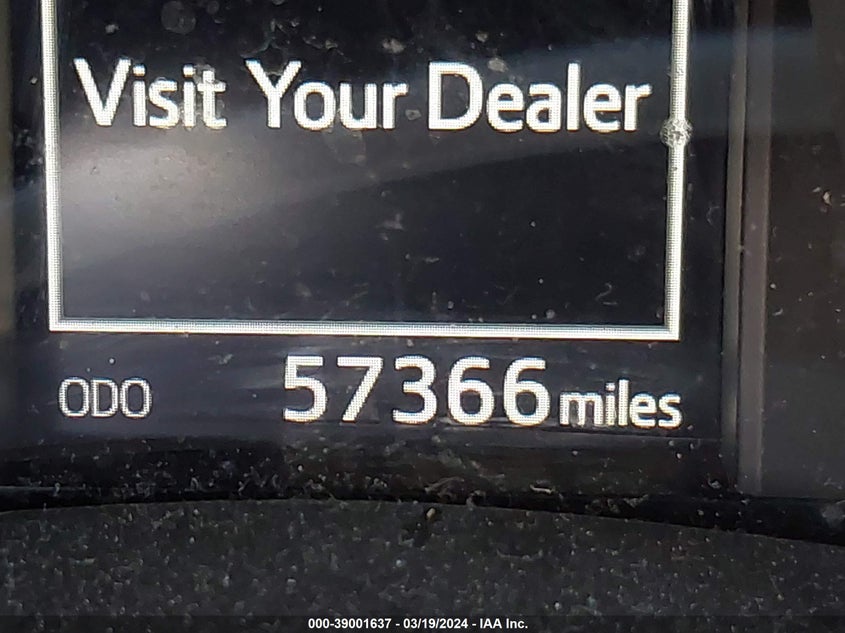 Visit Your Dealer
ODO 57366 miles
000-39001637 - 03/19/2024 - IAA Inc.